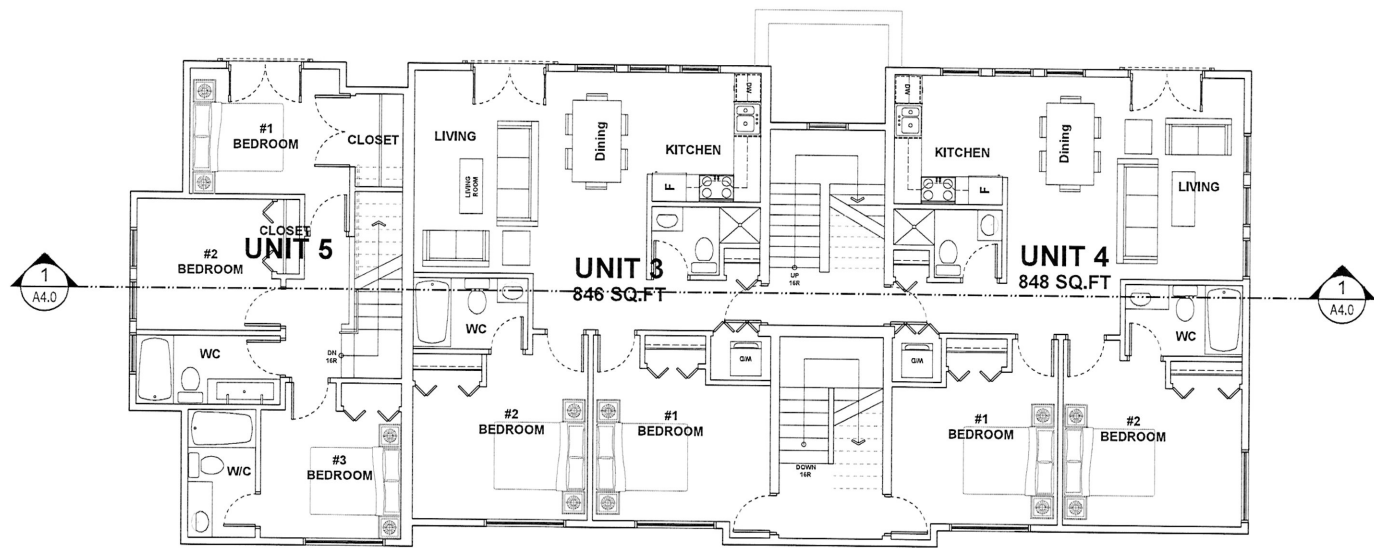 #1
BEDROOM
CLOSET
CLOSET
#2
BEDROOM
UNIT 5
WC
DN
16R
W/C
#3
BEDROOM
LIVING
LIVING
ROOM
Dining
KITCHEN
DW
F
UNIT 3
846 SQ.FT
WC
#2
BEDROOM
#1
BEDROOM
W/D
UP
16R
DOWN
16R
DW
KITCHEN
F
Dining
LIVING
UNIT 4
848 SQ.FT
WC
W/D
#1
BEDROOM
#2
BEDROOM
1
A4.0
1
A4.0